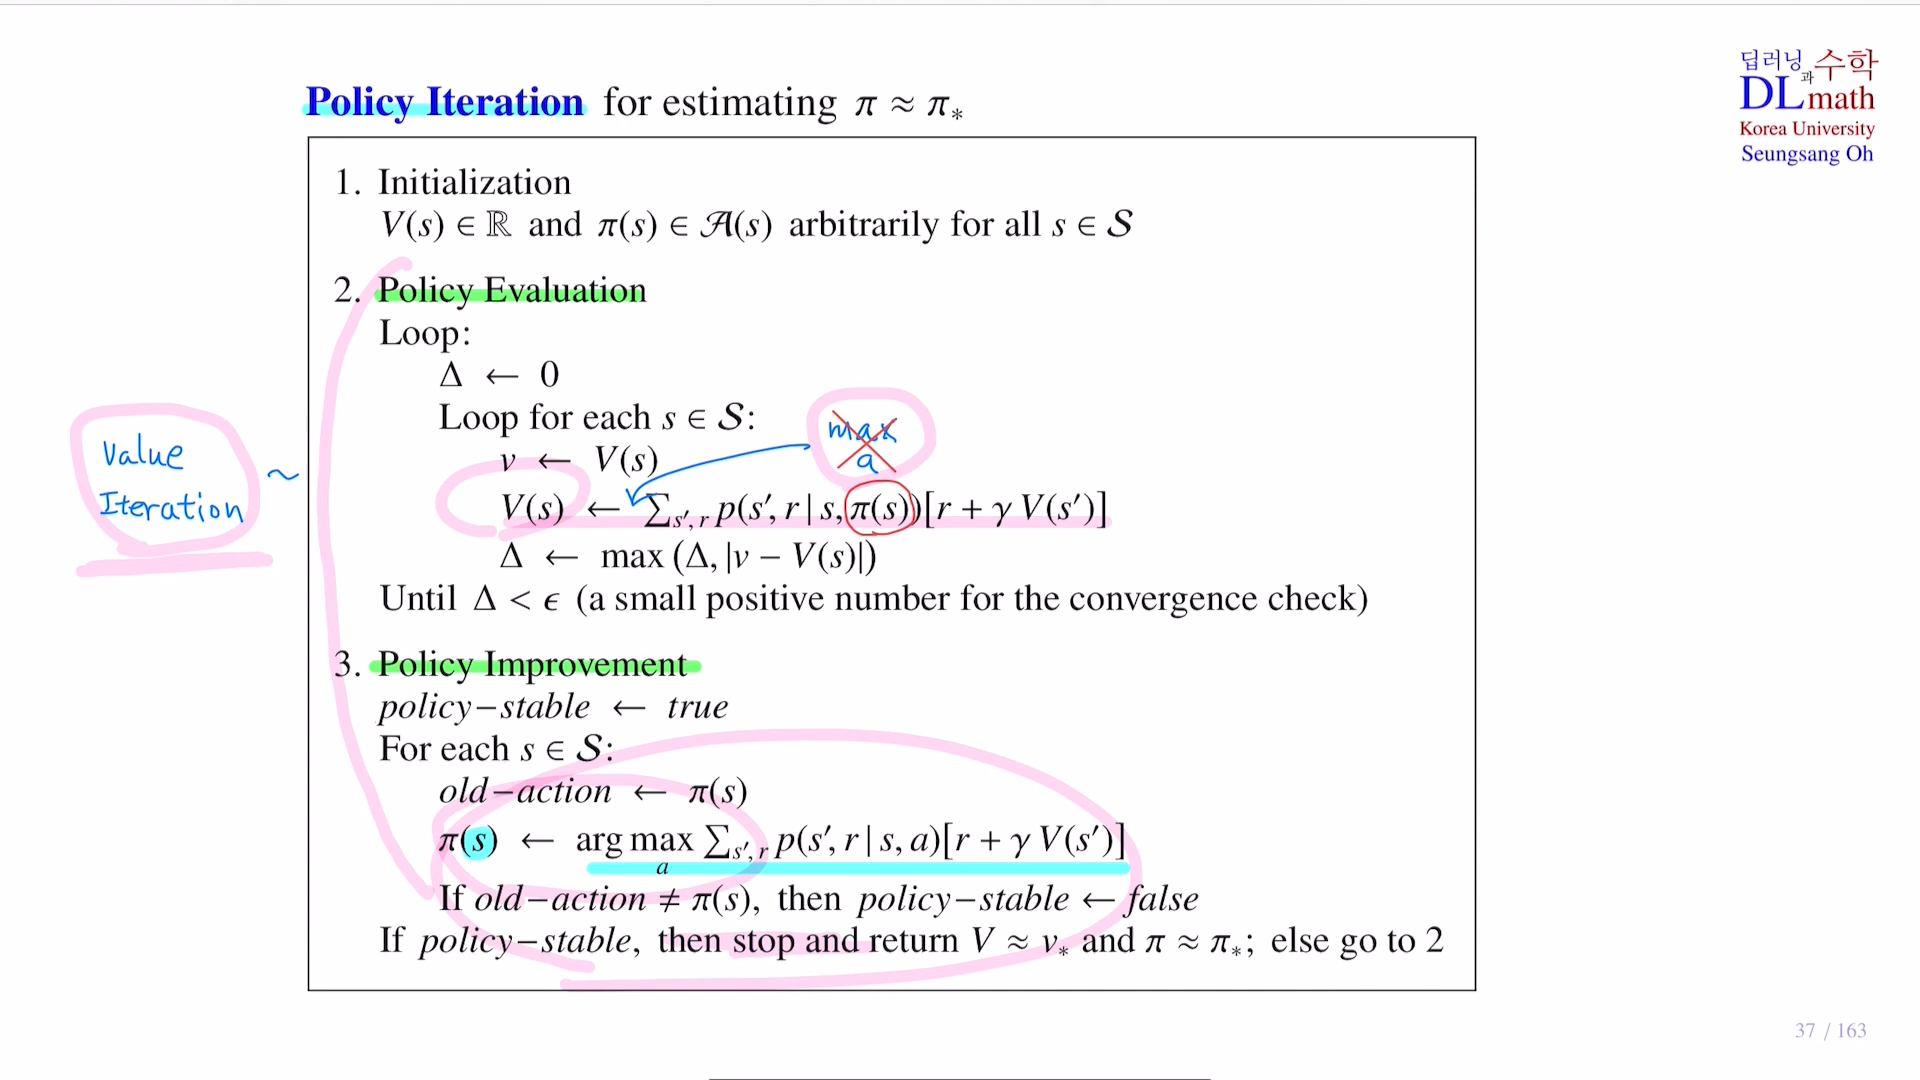 딥러닝과수학
DL math
Korea University
Seungsang Oh
Policy Iteration for estimating π ≈ π*
1. Initialization
V(s) ∈ ℝ and π(s) ∈ 𝒜(s) arbitrarily for all s ∈ 𝒮
2. Policy Evaluation
Loop:
Δ ← 0
Loop for each s ∈ 𝒮:
max
a
v ← V(s)
V(s) ← ∑s′,r p(s′, r | s, π(s))[r + γ V(s′)]
Δ ← max (Δ, |v − V(s)|)
Until Δ < ϵ (a small positive number for the convergence check)
Value
Iteration
~
3. Policy Improvement
policy−stable ← true
For each s ∈ 𝒮:
old−action ← π(s)
π(s) ← arg max ∑s′,r p(s′, r | s, a)[r + γ V(s′)]
a
If old−action ≠ π(s), then policy−stable ← false
If policy−stable, then stop and return V ≈ v* and π ≈ π*; else go to 2
37 / 163